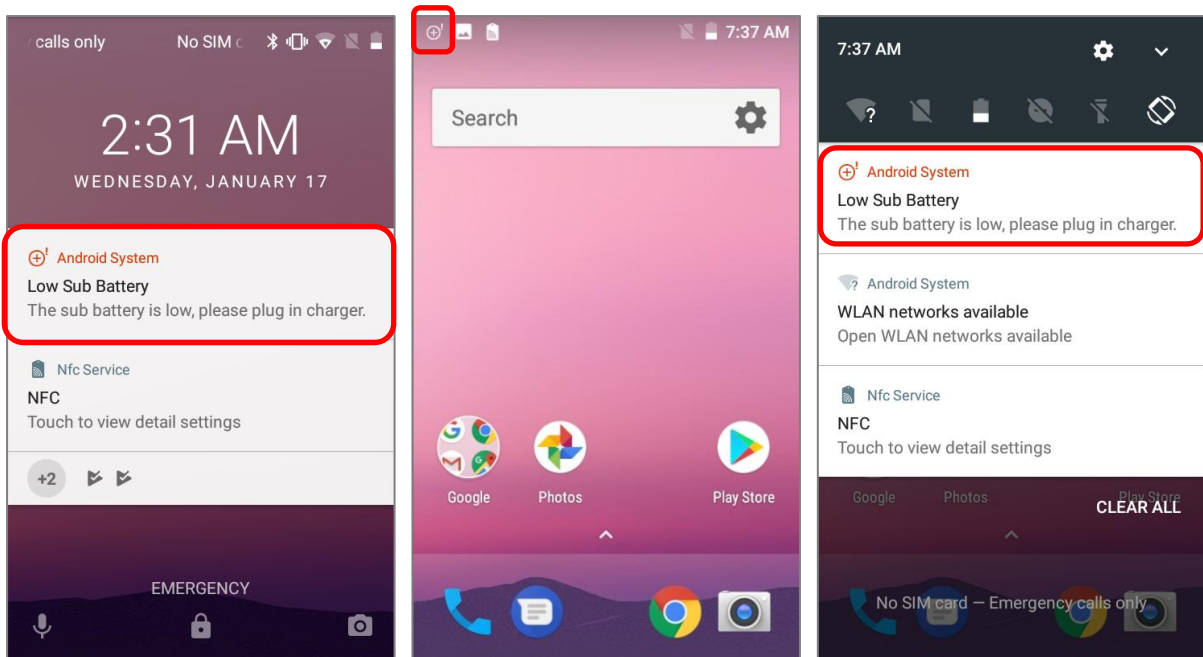 calls only No SIM c
2:31 AM
WEDNESDAY, JANUARY 17
Android System
Low Sub Battery
The sub battery is low, please plug in charger.
Nfc Service
NFC
Touch to view detail settings
+2
EMERGENCY
7:37 AM
Search
Google Photos Play Store
7:37 AM
Android System
Low Sub Battery
The sub battery is low, please plug in charger.
Android System
WLAN networks available
Open WLAN networks available
Nfc Service
NFC
Touch to view detail settings
Google Photos Play Store
CLEAR ALL
No SIM card — Emergency calls only